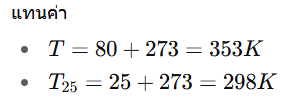 แทนค่า
• T = 80 + 273 = 353K
• T₂₅ = 25 + 273 = 298K